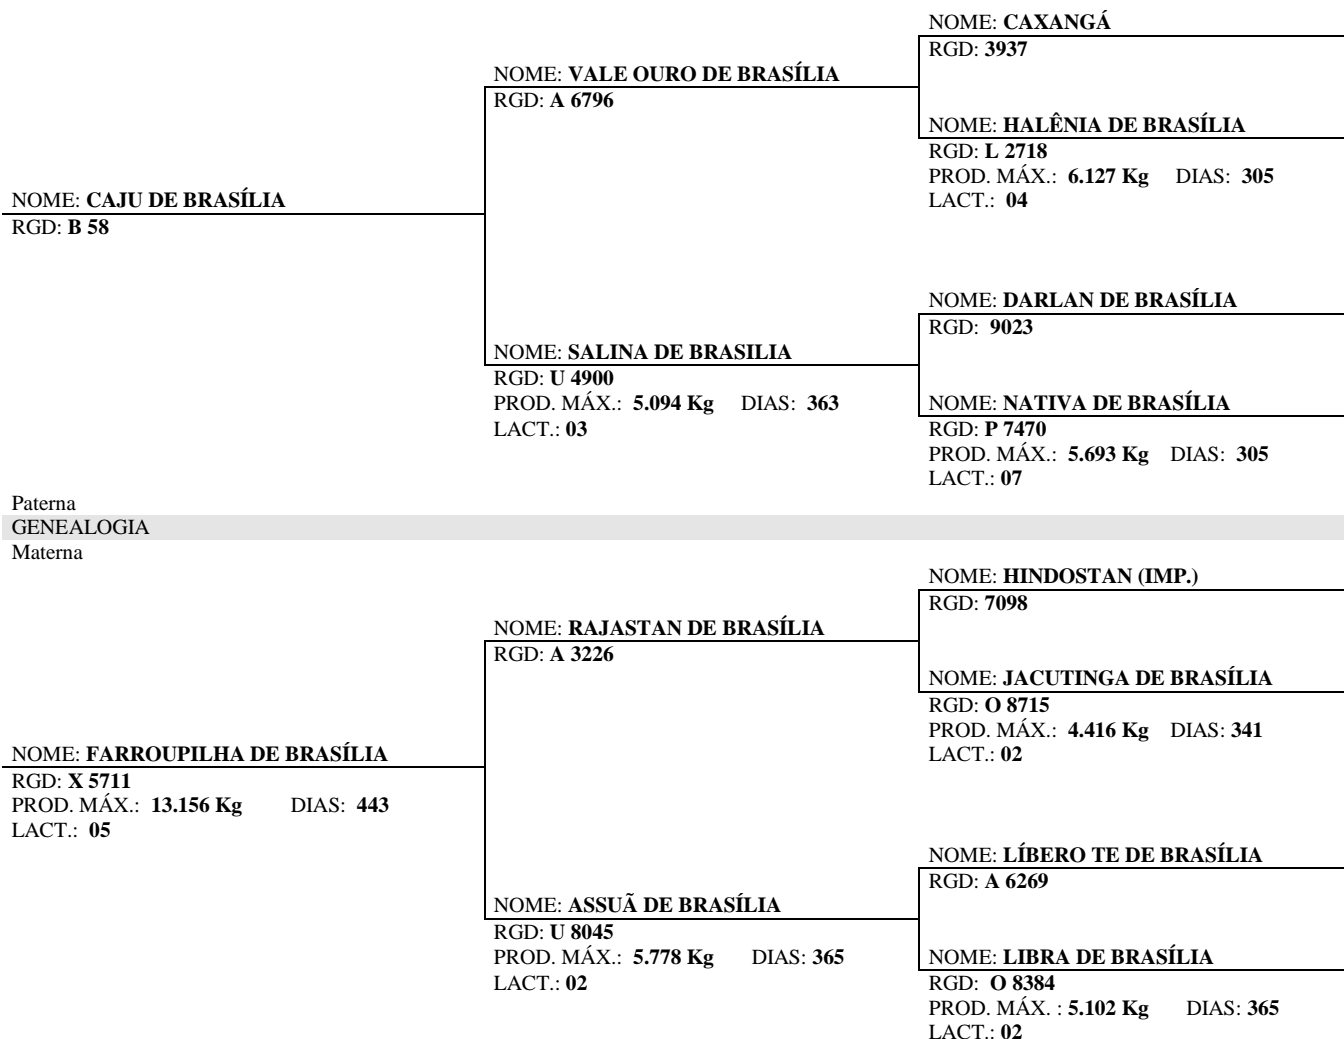 NOME: CAXANGÁ
RGD: 3937
NOME: VALE OURO DE BRASÍLIA
RGD: A 6796
NOME: HALÊNIA DE BRASÍLIA
RGD: L 2718
PROD. MÁX.: 6.127 Kg DIAS: 305
LACT.: 04
NOME: CAJU DE BRASÍLIA
RGD: B 58
NOME: DARLAN DE BRASÍLIA
RGD: 9023
NOME: SALINA DE BRASILIA
RGD: U 4900
PROD. MÁX.: 5.094 Kg DIAS: 363
LACT.: 03
NOME: NATIVA DE BRASÍLIA
RGD: P 7470
PROD. MÁX.: 5.693 Kg DIAS: 305
LACT.: 07
Paterna
GENEALOGIA
Materna
NOME: HINDOSTAN (IMP.)
RGD: 7098
NOME: RAJASTAN DE BRASÍLIA
RGD: A 3226
NOME: JACUTINGA DE BRASÍLIA
RGD: O 8715
PROD. MÁX.: 4.416 Kg DIAS: 341
LACT.: 02
NOME: FARROUPILHA DE BRASÍLIA
RGD: X 5711
PROD. MÁX.: 13.156 Kg DIAS: 443
LACT.: 05
NOME: LÍBERO TE DE BRASÍLIA
RGD: A 6269
NOME: ASSUÃ DE BRASÍLIA
RGD: U 8045
PROD. MÁX.: 5.778 Kg DIAS: 365
LACT.: 02
NOME: LIBRA DE BRASÍLIA
RGD: O 8384
PROD. MÁX. : 5.102 Kg DIAS: 365
LACT.: 02